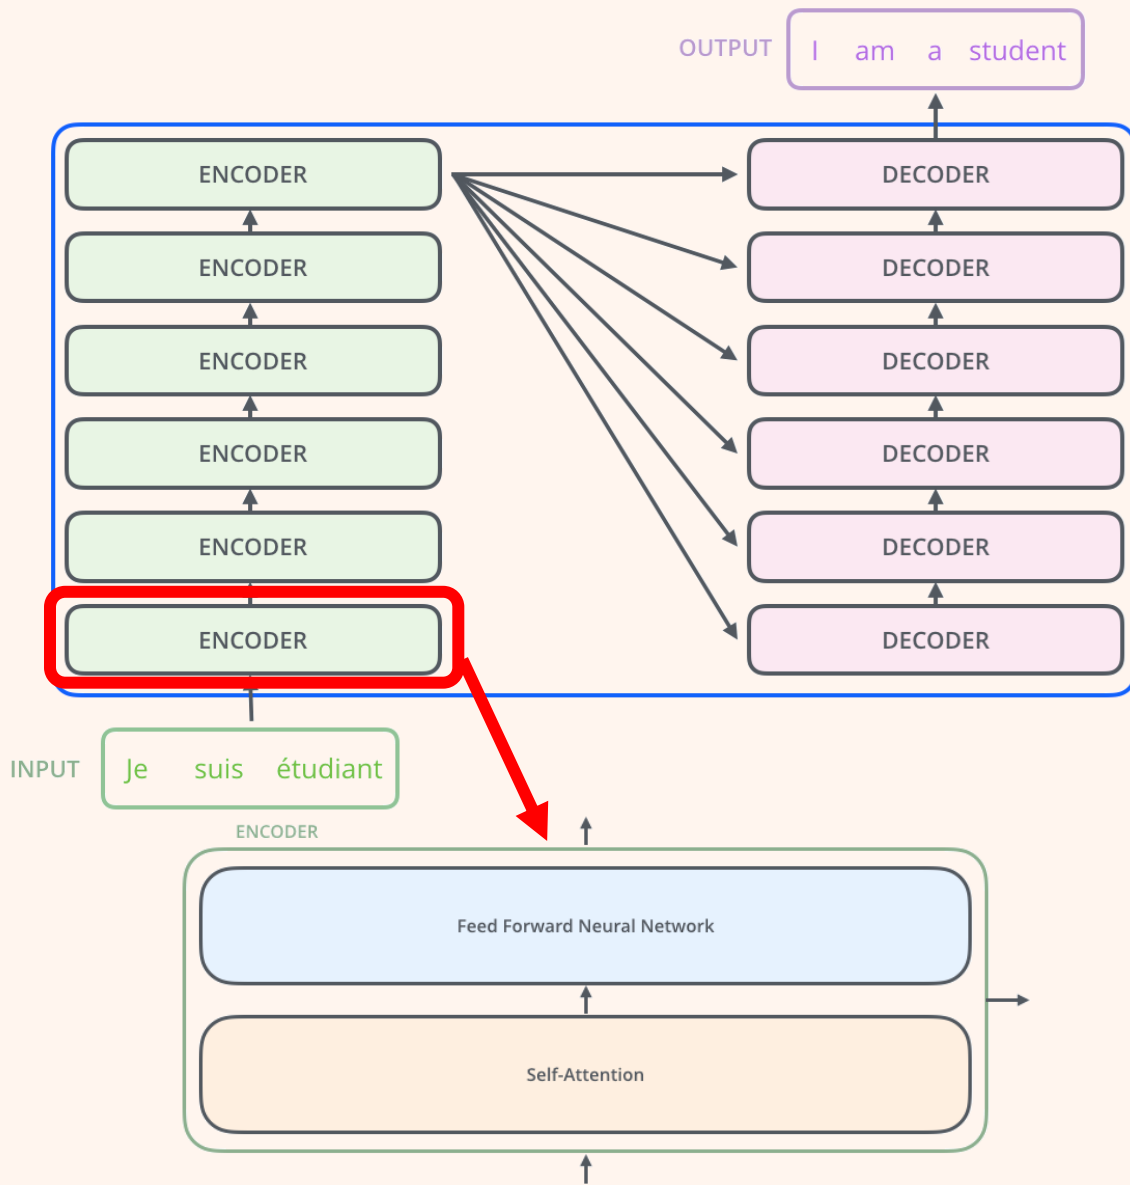 OUTPUT
I am a student
ENCODER
DECODER
ENCODER
DECODER
ENCODER
DECODER
ENCODER
DECODER
ENCODER
DECODER
ENCODER
DECODER
INPUT
Je suis étudiant
ENCODER
Feed Forward Neural Network
Self-Attention